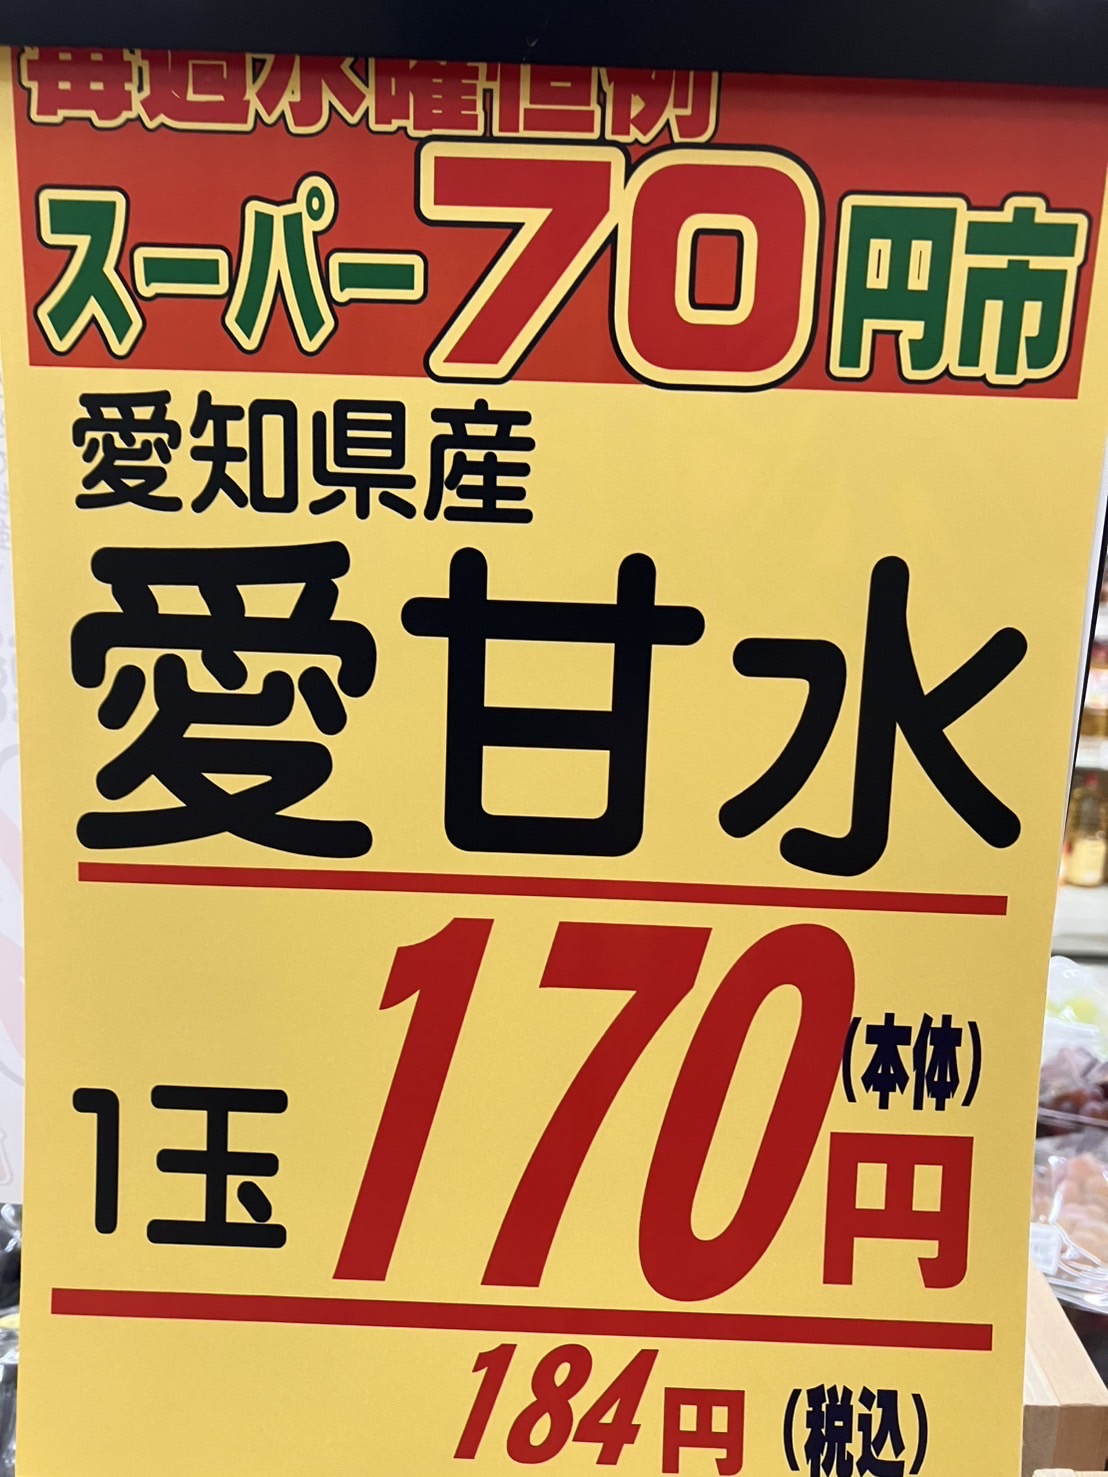 毎週水曜恒例
スーパー70円市
愛知県産
愛甘水
1玉 170円 (本体)
184円 (税込)